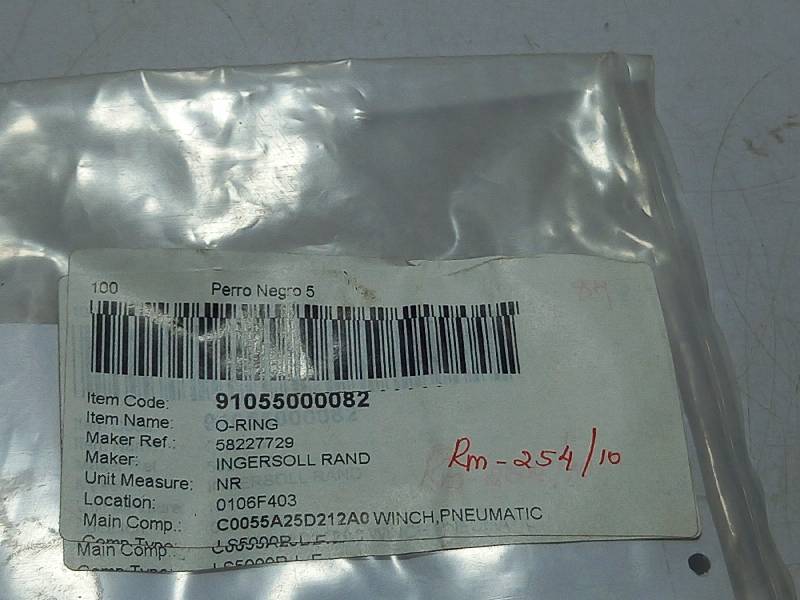 100 Perro Negro 5
Item Code: 91055000082
Item Name: O-RING
Maker Ref.: 58227729
Maker: INGERSOLL RAND
Rm-254/10
Unit Measure: NR
Location: 0106F403
Main Comp.: C0055A25D212A0 WINCH,PNEUMATIC
Main Comp.: